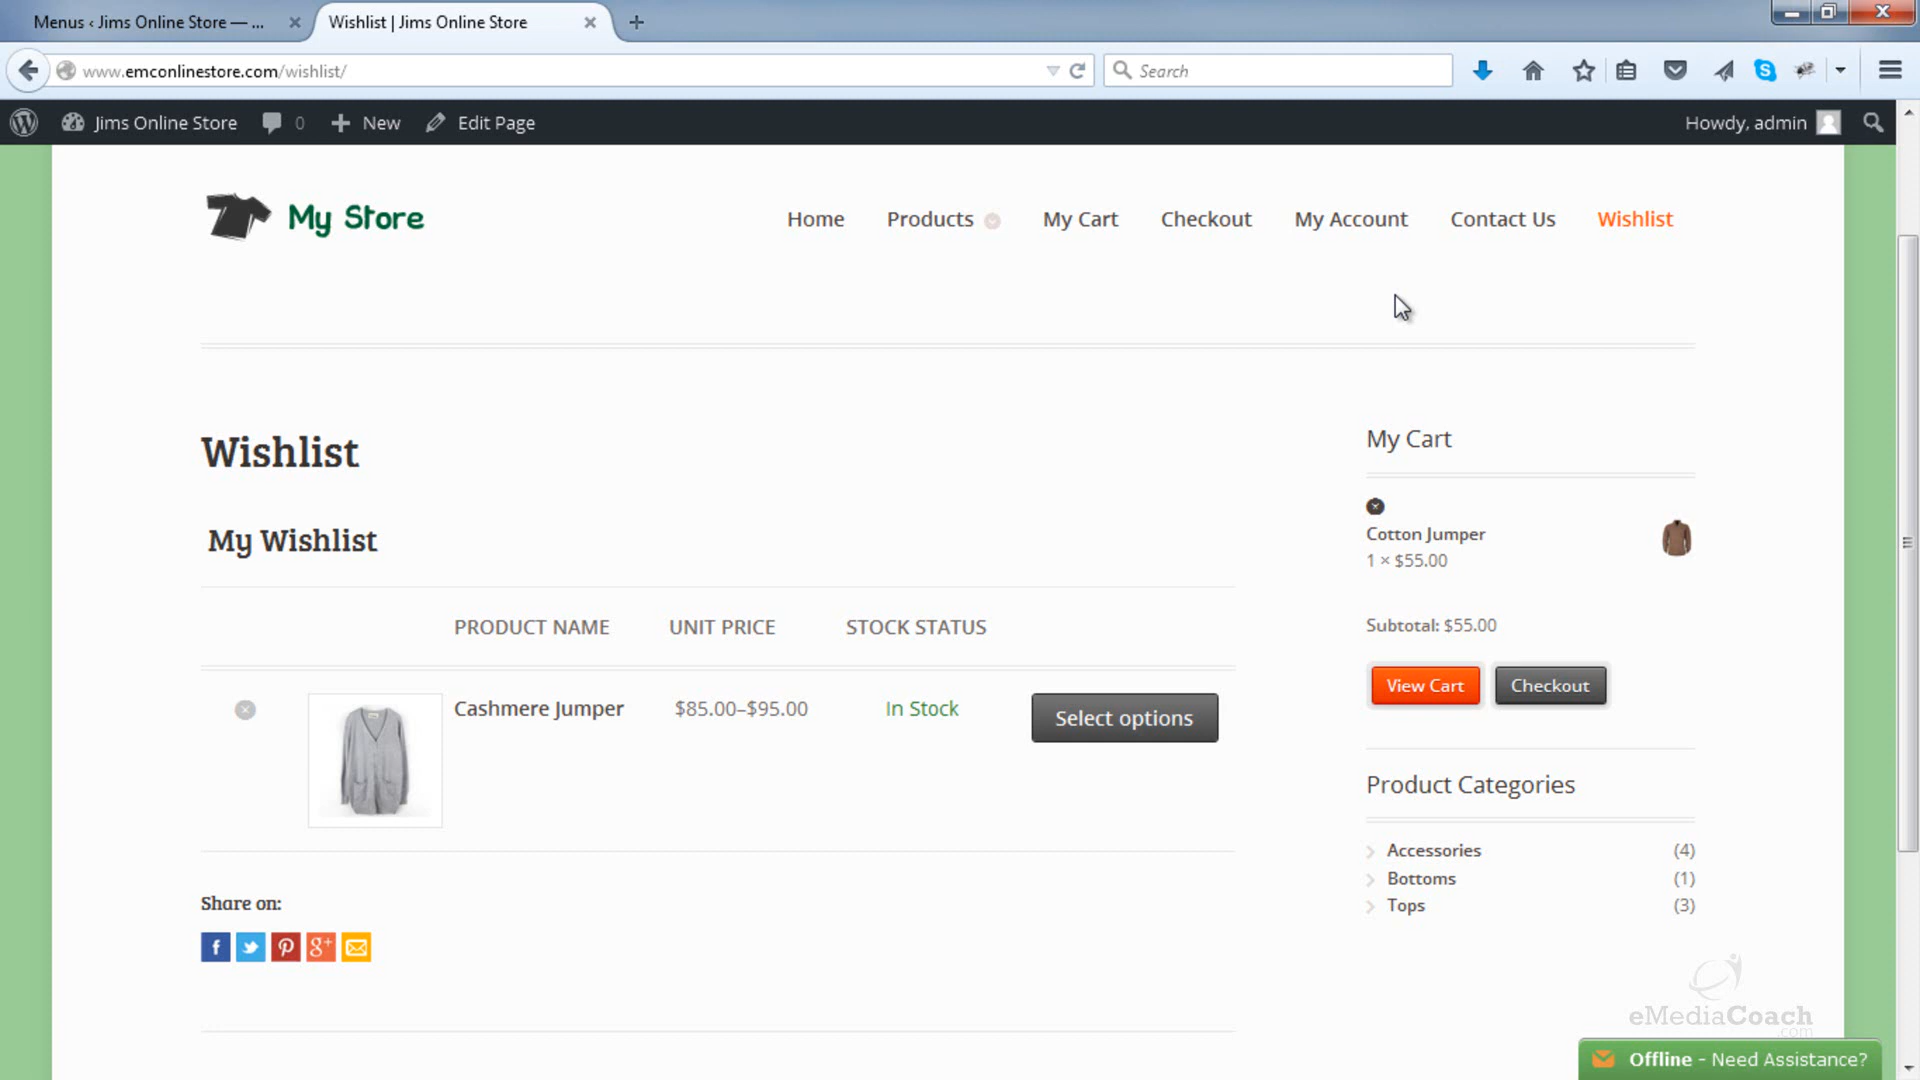 Menus ‹ Jims Online Store — ...
Wishlist | Jims Online Store
www.emconlinestore.com/wishlist/
Search
Jims Online Store
0
New
Edit Page
Howdy, admin
My Store
Home
Products
My Cart
Checkout
My Account
Contact Us
Wishlist
Wishlist
My Wishlist
PRODUCT NAME
UNIT PRICE
STOCK STATUS
Cashmere Jumper
$85.00–$95.00
In Stock
Select options
Share on:
My Cart
Cotton Jumper
1 × $55.00
Subtotal: $55.00
View Cart
Checkout
Product Categories
Accessories (4)
Bottoms (1)
Tops (3)
eMediaCoach
.com
Offline - Need Assistance?